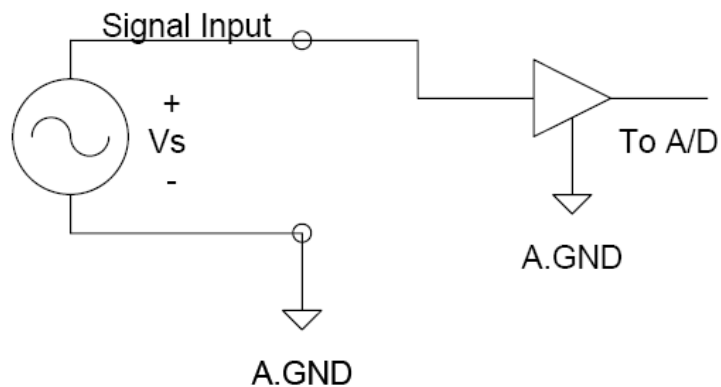 Signal Input
+
Vs
-
To A/D
A.GND
A.GND